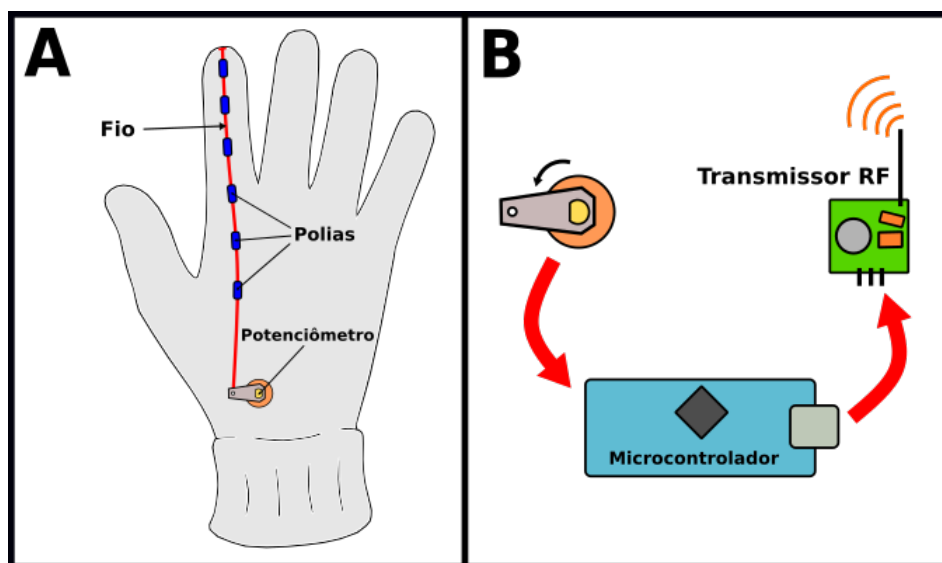 A
Fio
Polias
Potenciômetro
B
Transmissor RF
Microcontrolador